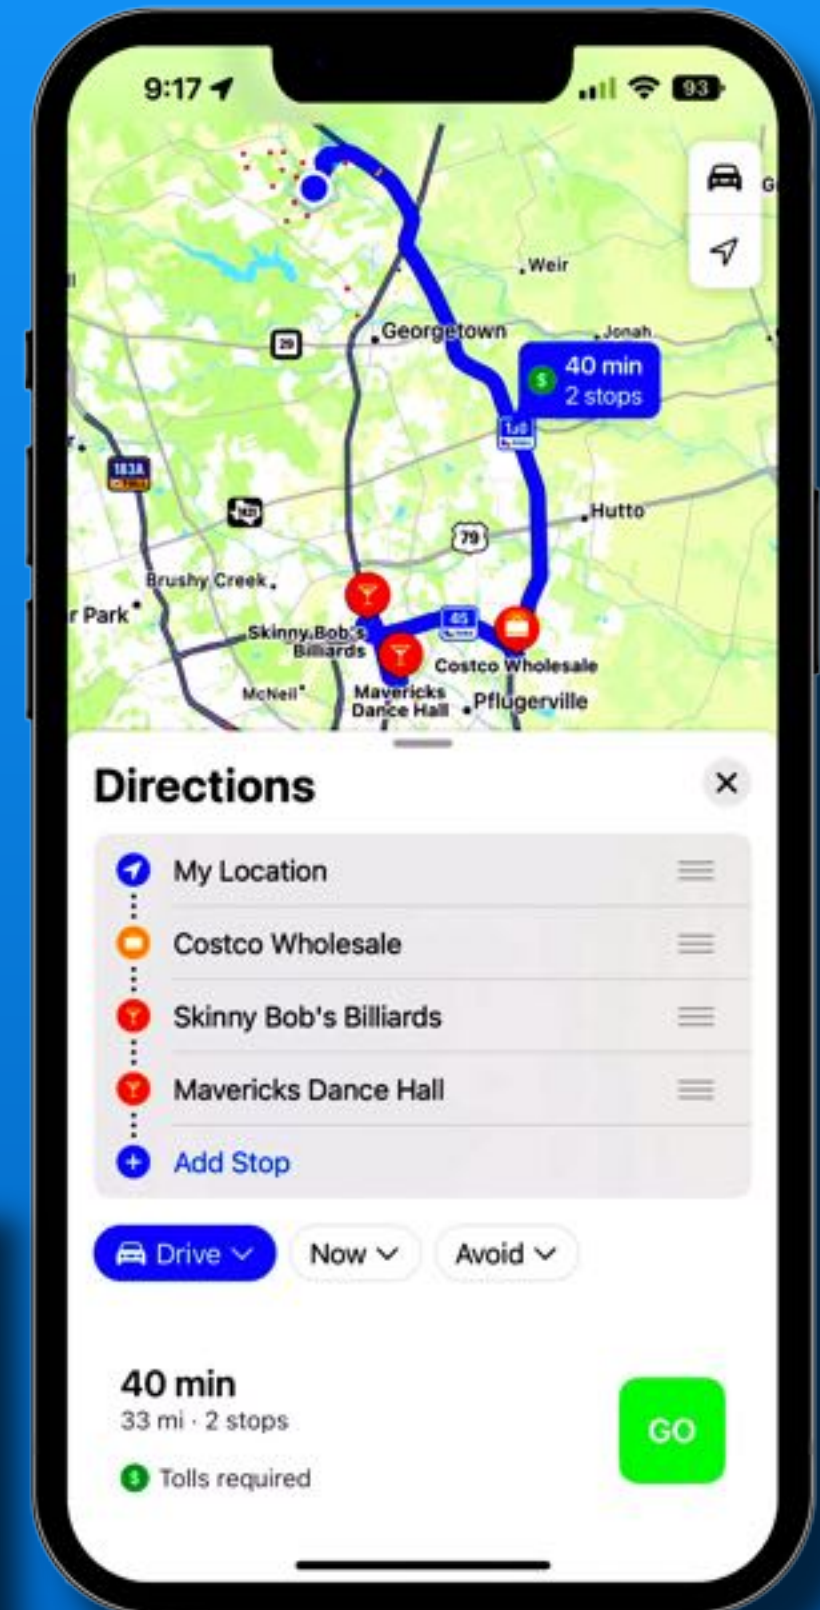 9:17
93
G
Weir
Georgetown
Jonah
29
40 min
2 stops
130
183A
Hutto
79
Brushy Creek
r Park
45
Skinny Bob's
Billiards
Costco Wholesale
McNeil
Mavericks
Dance Hall
Pflugerville
Directions
My Location
Costco Wholesale
Skinny Bob's Billiards
Mavericks Dance Hall
Add Stop
Drive
Now
Avoid
40 min
33 mi · 2 stops
GO
$ Tolls required